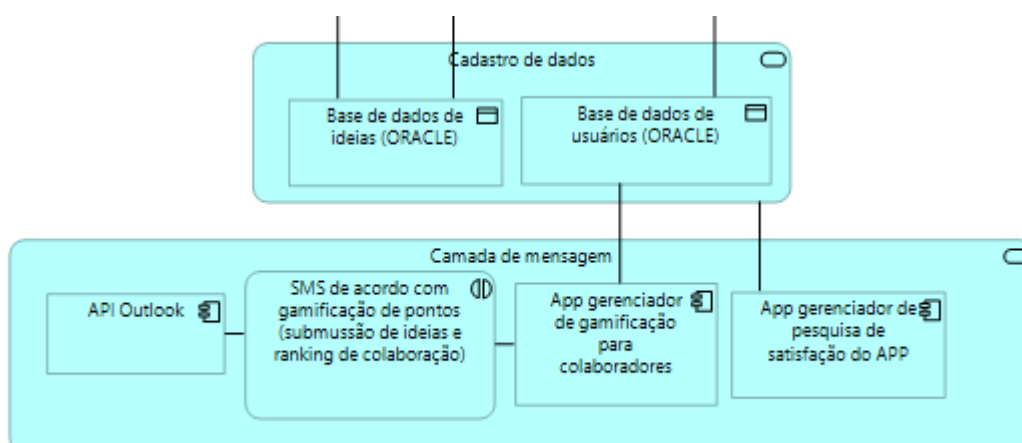 Cadastro de dados
Base de dados de
ideias (ORACLE)
Base de dados de
usuários (ORACLE)
Camada de mensagem
API Outlook
SMS de acordo com
gamificação de pontos
(submussão de ideias e
ranking de colaboração)
App gerenciador
de gamificação
para
colaboradores
App gerenciador de
pesquisa de
satisfação do APP